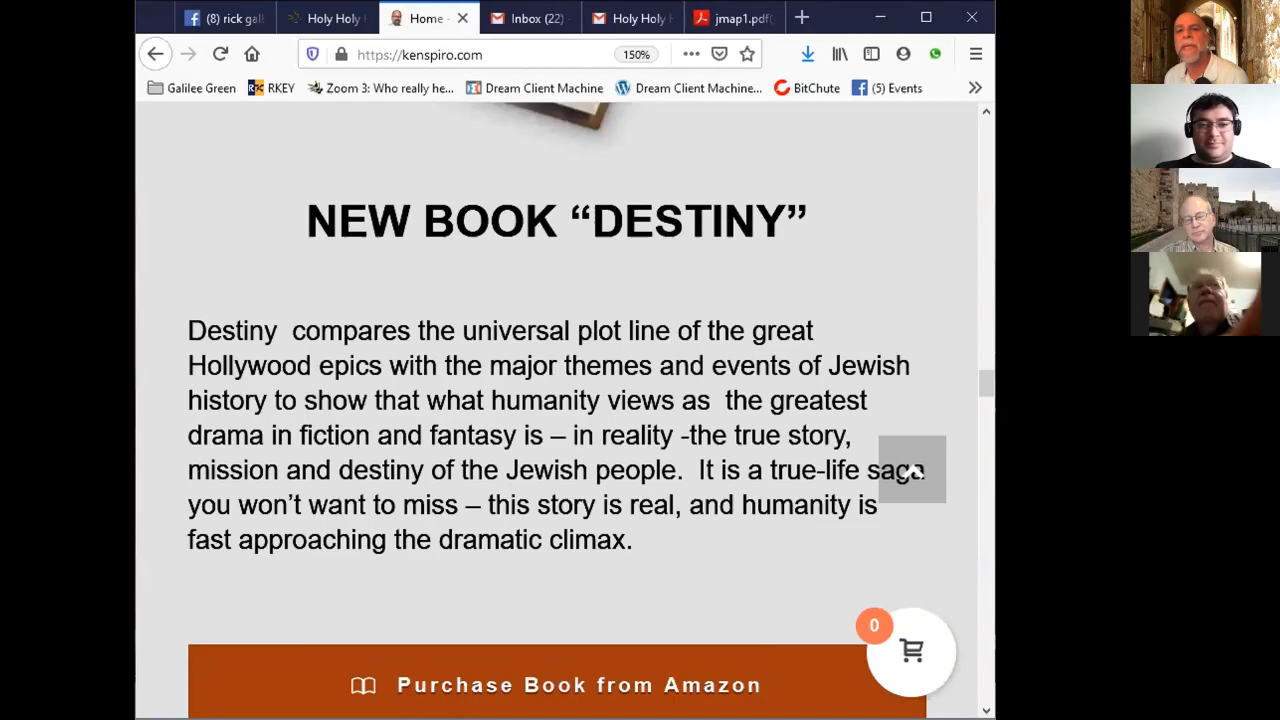 (8) rick gall
Holy Holy
Home -
Inbox (22)
Holy Holy
jmap1.pdf
https://kenspiro.com
150%
Galilee Green
RKEY
Zoom 3: Who really he...
Dream Client Machine
Dream Client Machine...
BitChute
(5) Events
NEW BOOK “DESTINY”
Destiny compares the universal plot line of the great
Hollywood epics with the major themes and events of Jewish
history to show that what humanity views as the greatest
drama in fiction and fantasy is – in reality -the true story,
mission and destiny of the Jewish people. It is a true-life saga
you won’t want to miss – this story is real, and humanity is
fast approaching the dramatic climax.
0
Purchase Book from Amazon